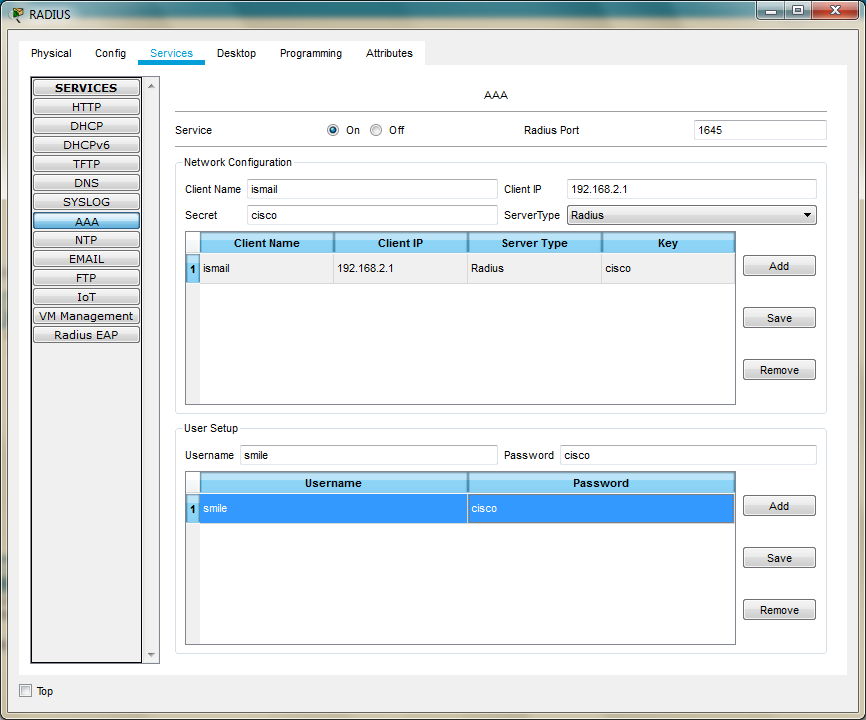 RADIUS
Physical Config Services Desktop Programming Attributes
SERVICES
HTTP
DHCP
DHCPv6
TFTP
DNS
SYSLOG
AAA
NTP
EMAIL
FTP
IoT
VM Management
Radius EAP
AAA
Service On Off Radius Port 1645
Network Configuration
Client Name ismail Client IP 192.168.2.1
Secret cisco ServerType Radius
Client Name Client IP Server Type Key
1 ismail 192.168.2.1 Radius cisco
Add
Save
Remove
User Setup
Username smile Password cisco
Username Password
1 smile cisco
Add
Save
Remove
Top